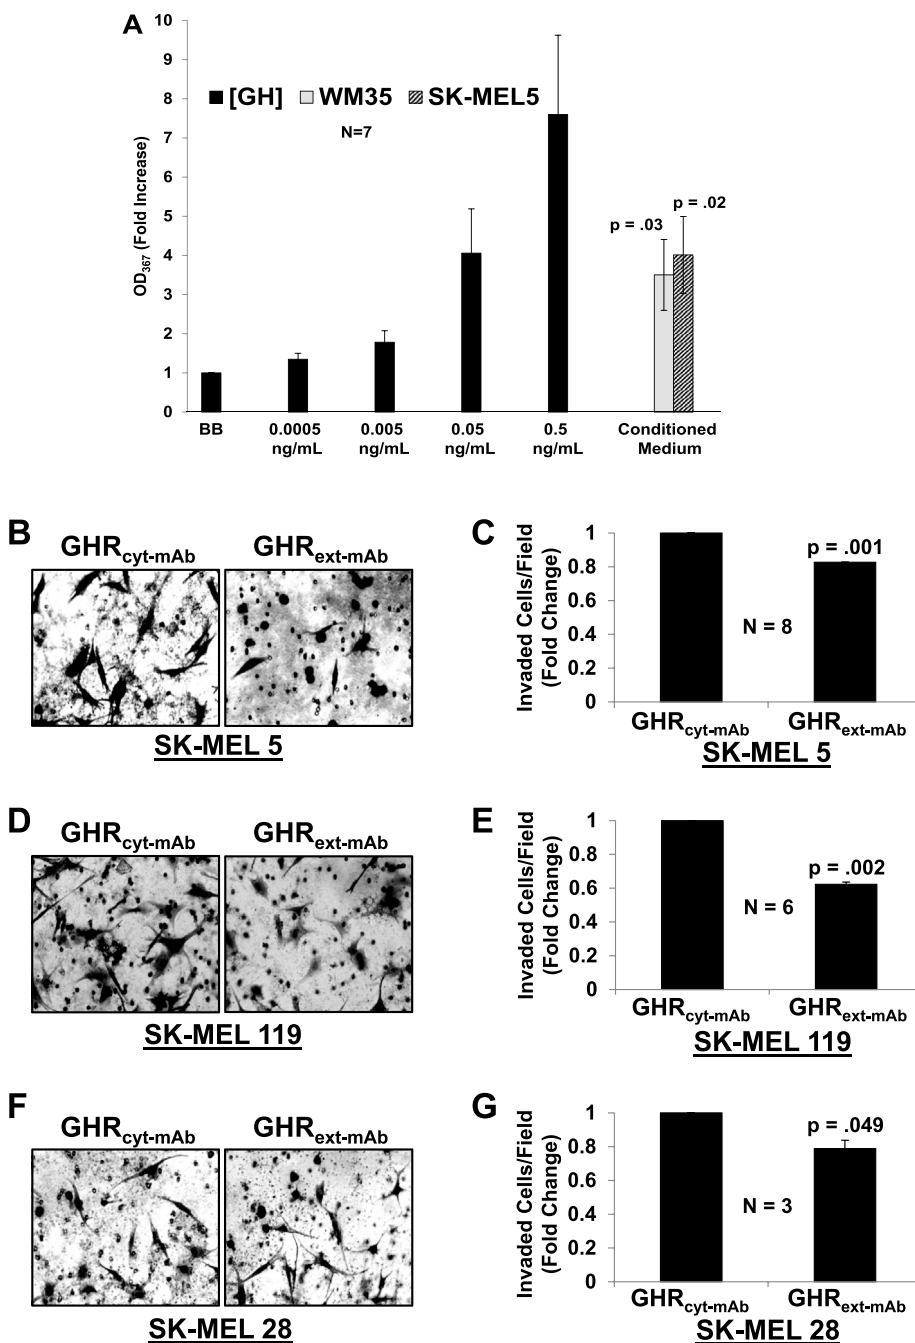 A
10
9
8
7
6
5
4
3
2
1
0
OD367 (Fold Increase)
[GH] WM35 SK-MEL5
N=7
p = .03
p = .02
BB
0.0005 ng/mL
0.005 ng/mL
0.05 ng/mL
0.5 ng/mL
Conditioned Medium
B
GHRcyt-mAb GHRext-mAb
SK-MEL 5
C
Invaded Cells/Field
(Fold Change)
1
0.8
0.6
0.4
0.2
0
p = .001
N = 8
GHRcyt-mAb GHRext-mAb
SK-MEL 5
D
GHRcyt-mAb GHRext-mAb
SK-MEL 119
E
Invaded Cells/Field
(Fold Change)
1
0.8
0.6
0.4
0.2
0
p = .002
N = 6
GHRcyt-mAb GHRext-mAb
SK-MEL 119
F
GHRcyt-mAb GHRext-mAb
SK-MEL 28
G
Invaded Cells/Field
(Fold Change)
1
0.8
0.6
0.4
0.2
0
p = .049
N = 3
GHRcyt-mAb GHRext-mAb
SK-MEL 28